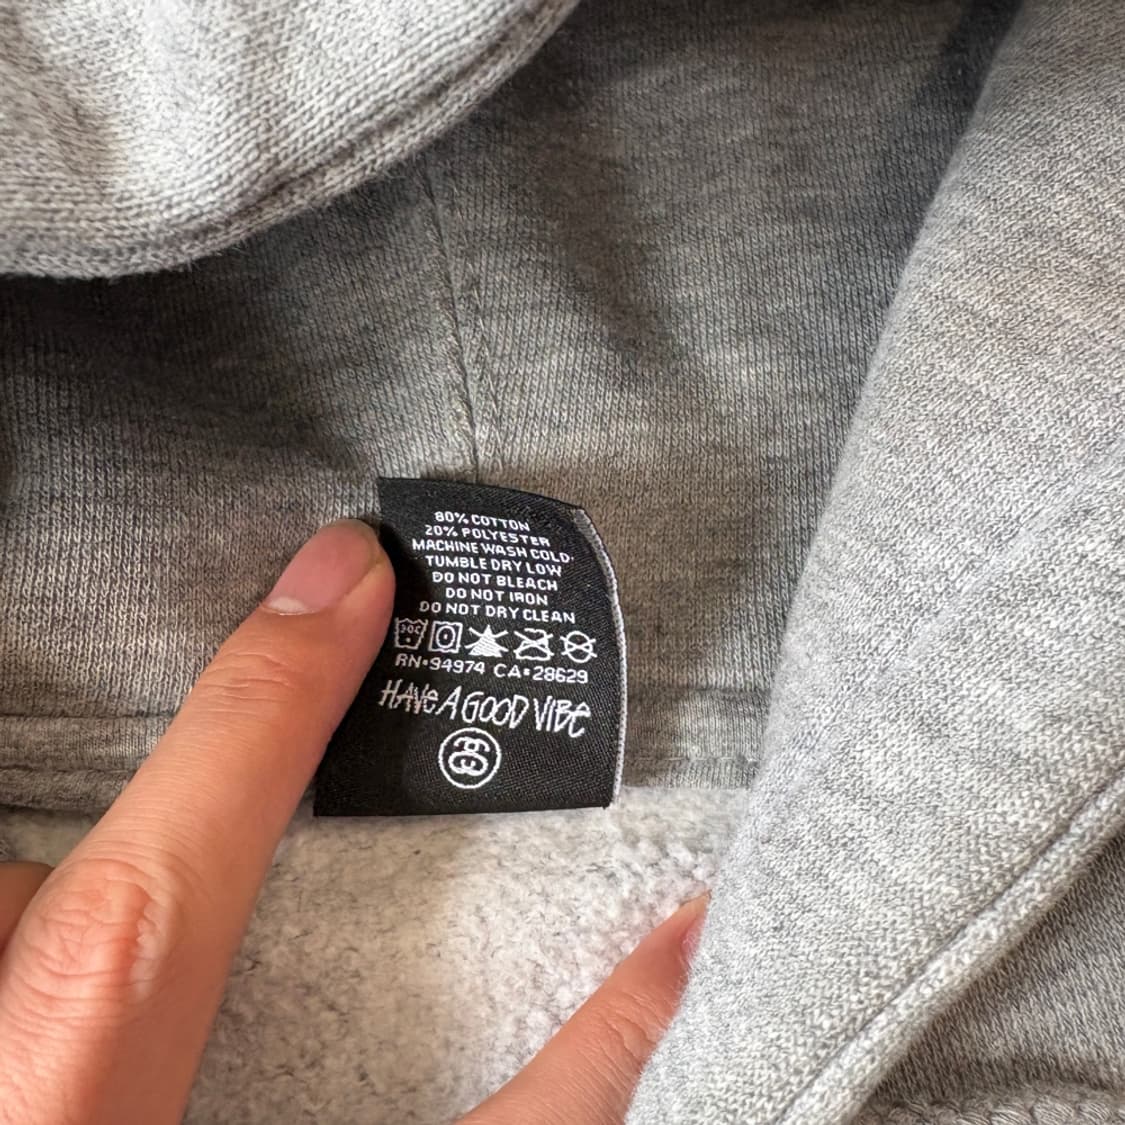 80% COTTON
20% POLYESTER
MACHINE WASH COLD
TUMBLE DRY LOW
DO NOT BLEACH
DO NOT IRON
DO NOT DRY CLEAN
30C
RN•94974 CA•28629
HAVE A GOOD VIBE